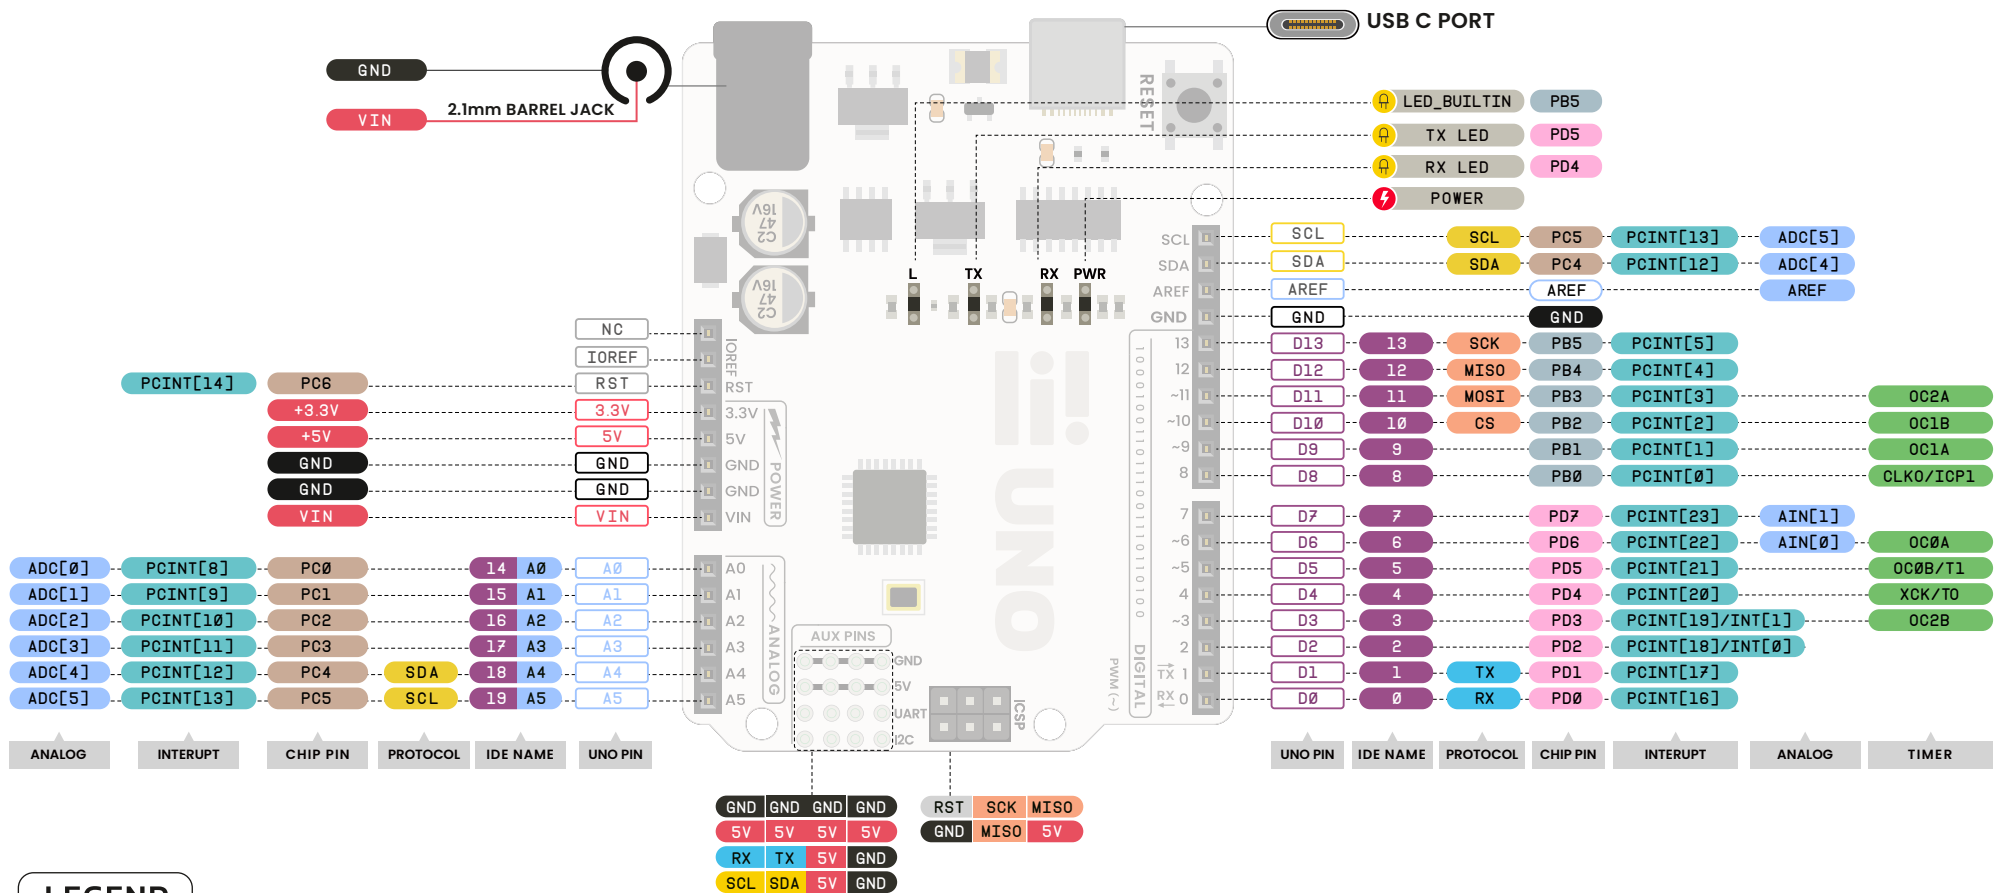 USB C PORT
GND
2.1mm BARREL JACK
VIN
RESET
LED_BUILTIN PB5
TX LED PD5
RX LED PD4
POWER
C2 47 16V
C2 47 16V
L TX RX PWR
SCL SCL SCL PC5 PCINT[13] ADC[5]
SDA SDA SDA PC4 PCINT[12] ADC[4]
AREF AREF AREF AREF
GND GND GND
13 D13 13 SCK PB5 PCINT[5]
12 D12 12 MISO PB4 PCINT[4]
~11 D11 11 MOSI PB3 PCINT[3] OC2A
~10 D10 10 CS PB2 PCINT[2] OC1B
~9 D9 9 PB1 PCINT[1] OC1A
8 D8 8 PB0 PCINT[0] CLKO/ICP1
7 D7 7 PD7 PCINT[23] AIN[1]
~6 D6 6 PD6 PCINT[22] AIN[0] OC0A
~5 D5 5 PD5 PCINT[21] OC0B/T1
4 D4 4 PD4 PCINT[20] XCK/TO
~3 D3 3 PD3 PCINT[19]/INT[1] OC2B
2 D2 2 PD2 PCINT[18]/INT[0]
TX 1 D1 1 TX PD1 PCINT[17]
RX 0 D0 0 RX PD0 PCINT[16]
UNO PIN IDE NAME PROTOCOL CHIP PIN INTERUPT ANALOG TIMER
DIGITAL
PWM(~)
UNO
NC
IOREF IOREF
PCINT[14] PC6 RST RST
+3.3V 3.3V 3.3V
+5V 5V 5V
GND GND GND
GND GND GND
VIN VIN VIN
POWER
ADC[0] PCINT[8] PC0 14 A0 A0 A0
ADC[1] PCINT[9] PC1 15 A1 A1 A1
ADC[2] PCINT[10] PC2 16 A2 A2 A2
ADC[3] PCINT[11] PC3 17 A3 A3 A3
ADC[4] PCINT[12] PC4 SDA 18 A4 A4 A4
ADC[5] PCINT[13] PC5 SCL 19 A5 A5 A5
ANALOG
ANALOG INTERUPT CHIP PIN PROTOCOL IDE NAME UNO PIN
AUX PINS
GND
5V
UART
I2C
ICSP
GND GND GND GND
5V 5V 5V 5V
RX TX 5V GND
SCL SDA 5V GND
RST SCK MISO
GND MISO 5V
LEGEND